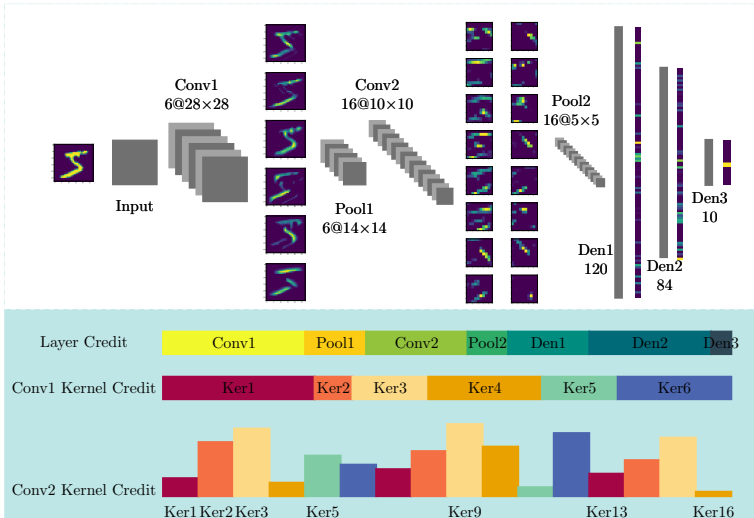 Conv1
6@28×28
Conv2
16@10×10
Pool2
16@5×5
Input
Pool1
6@14×14
Den1
120
Den2
84
Den3
10
Layer Credit
Conv1 Pool1 Conv2 Pool2 Den1 Den2 Den3
Conv1 Kernel Credit
Ker1 Ker2 Ker3 Ker4 Ker5 Ker6
Conv2 Kernel Credit
Ker1 Ker2 Ker3 Ker5 Ker9 Ker13 Ker16